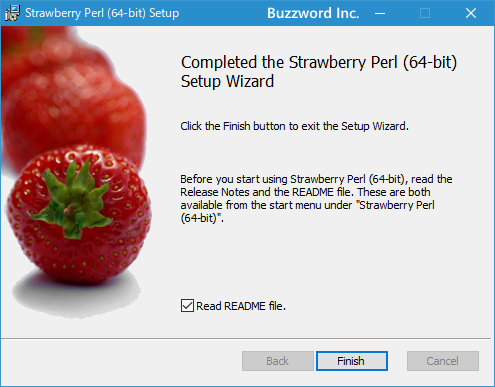 Strawberry Perl (64-bit) Setup
Buzzword Inc.
Completed the Strawberry Perl (64-bit)
Setup Wizard
Click the Finish button to exit the Setup Wizard.
Before you start using Strawberry Perl (64-bit), read the
Release Notes and the README file. These are both
available from the start menu under "Strawberry Perl
(64-bit)".
Read README file.
Back
Finish
Cancel